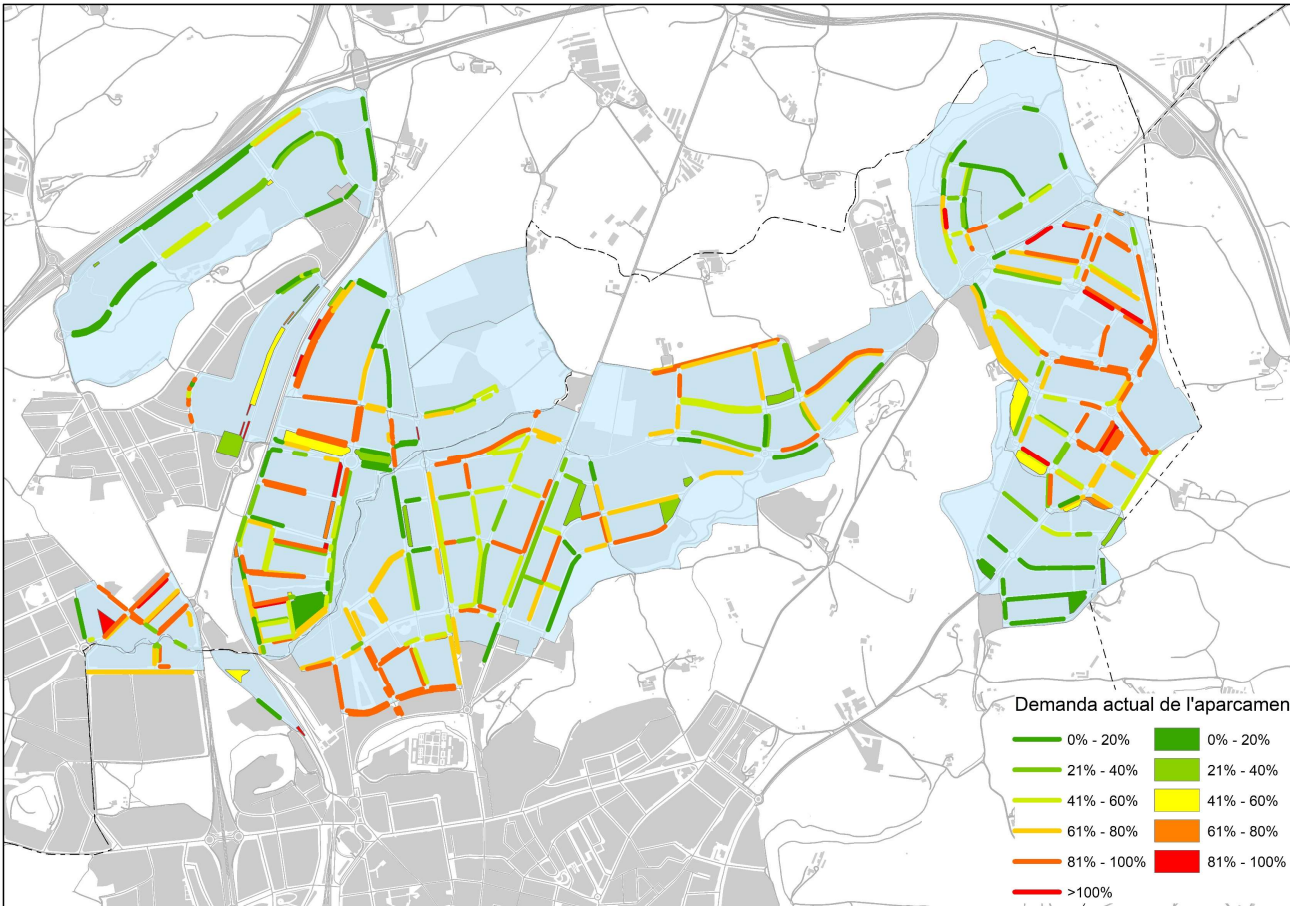 Demanda actual de l'aparcamen
0% - 20% 0% - 20%
21% - 40% 21% - 40%
41% - 60% 41% - 60%
61% - 80% 61% - 80%
81% - 100% 81% - 100%
>100%